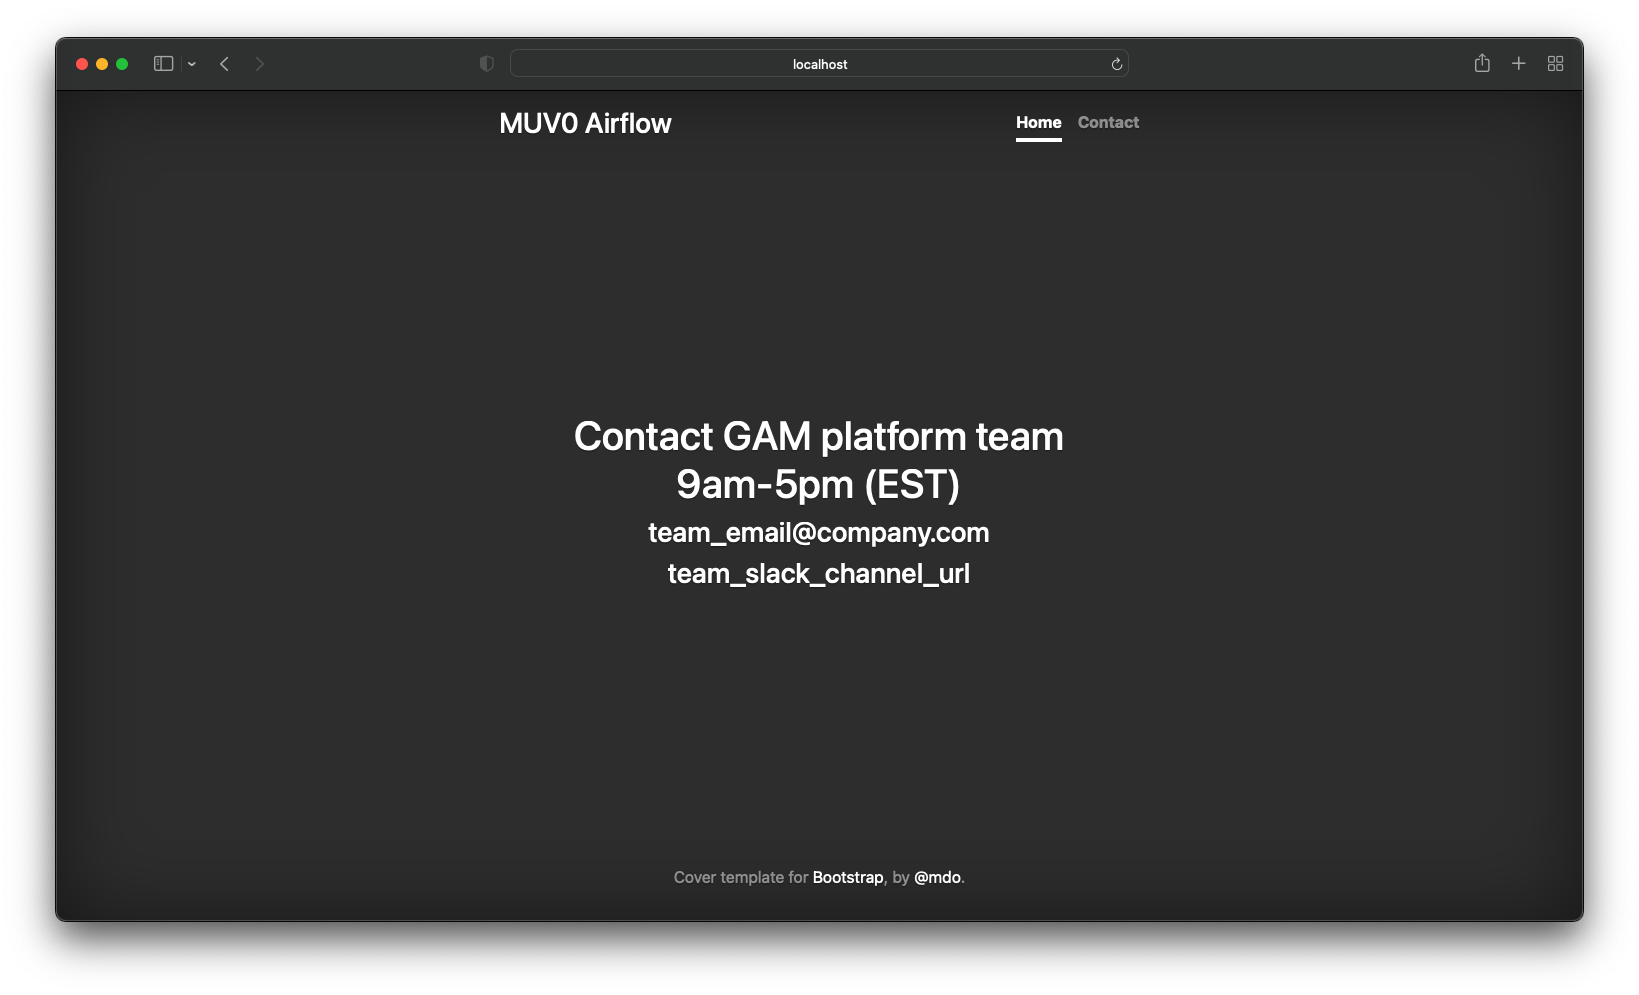 localhost
MUV0 Airflow
Home Contact
Contact GAM platform team
9am-5pm (EST)
team_email@company.com
team_slack_channel_url
Cover template for Bootstrap, by @mdo.